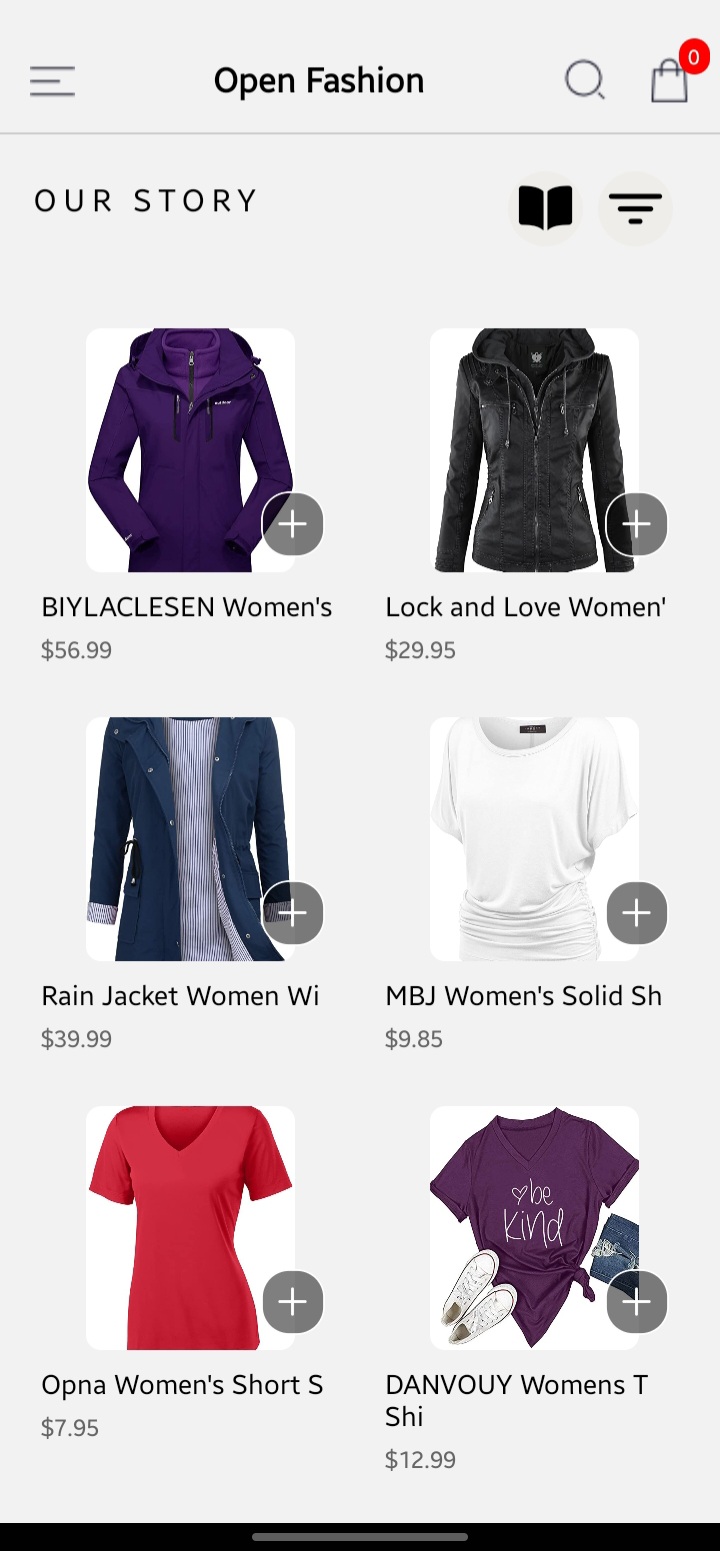 Open Fashion
0
OUR STORY
BIYLACLESEN Women's
$56.99
Lock and Love Women'
$29.95
Rain Jacket Women Wi
$39.99
MBJ Women's Solid Sh
$9.85
be
kind
Opna Women's Short S
$7.95
DANVOUY Womens T
Shi
$12.99